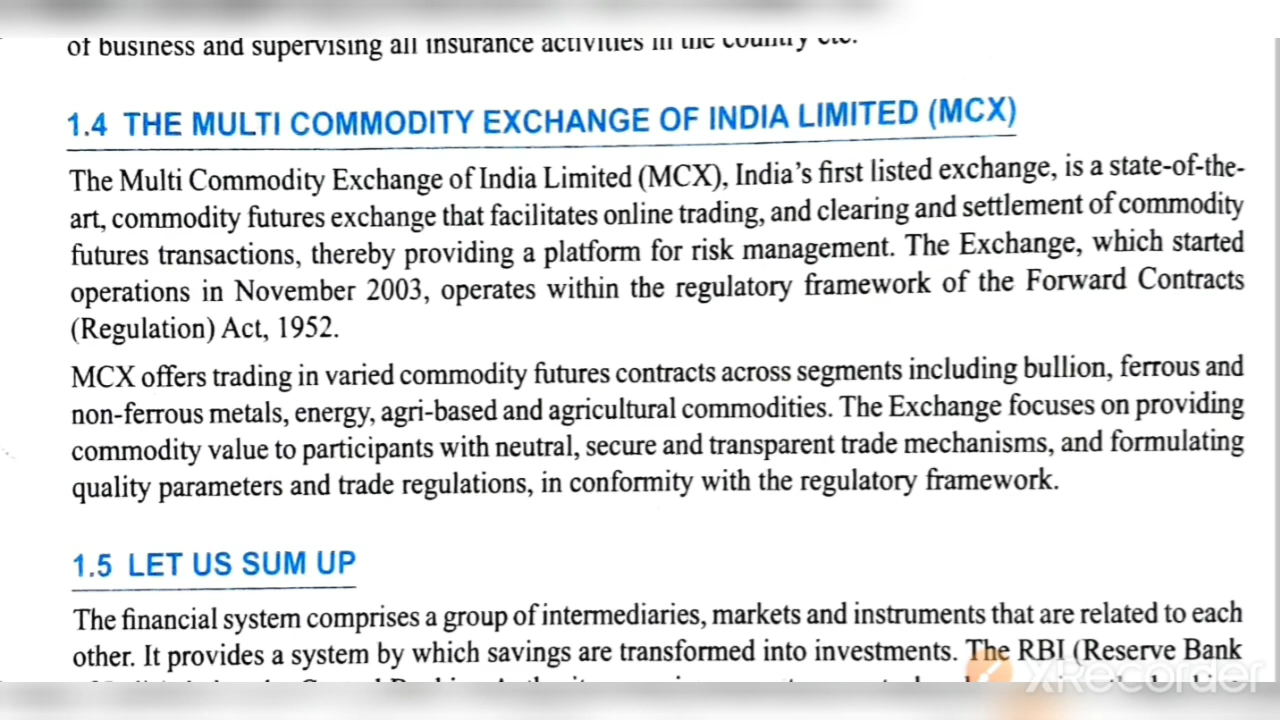 of business and supervising all insurance activities in the country etc.
1.4 THE MULTI COMMODITY EXCHANGE OF INDIA LIMITED (MCX)
The Multi Commodity Exchange of India Limited (MCX), India's first listed exchange, is a state-of-the-
art, commodity futures exchange that facilitates online trading, and clearing and settlement of commodity
futures transactions, thereby providing a platform for risk management. The Exchange, which started
operations in November 2003, operates within the regulatory framework of the Forward Contracts
(Regulation) Act, 1952.
MCX offers trading in varied commodity futures contracts across segments including bullion, ferrous and
non-ferrous metals, energy, agri-based and agricultural commodities. The Exchange focuses on providing
commodity value to participants with neutral, secure and transparent trade mechanisms, and formulating
quality parameters and trade regulations, in conformity with the regulatory framework.
1.5 LET US SUM UP
The financial system comprises a group of intermediaries, markets and instruments that are related to each
other. It provides a system by which savings are transformed into investments. The RBI (Reserve Bank
XRecorder